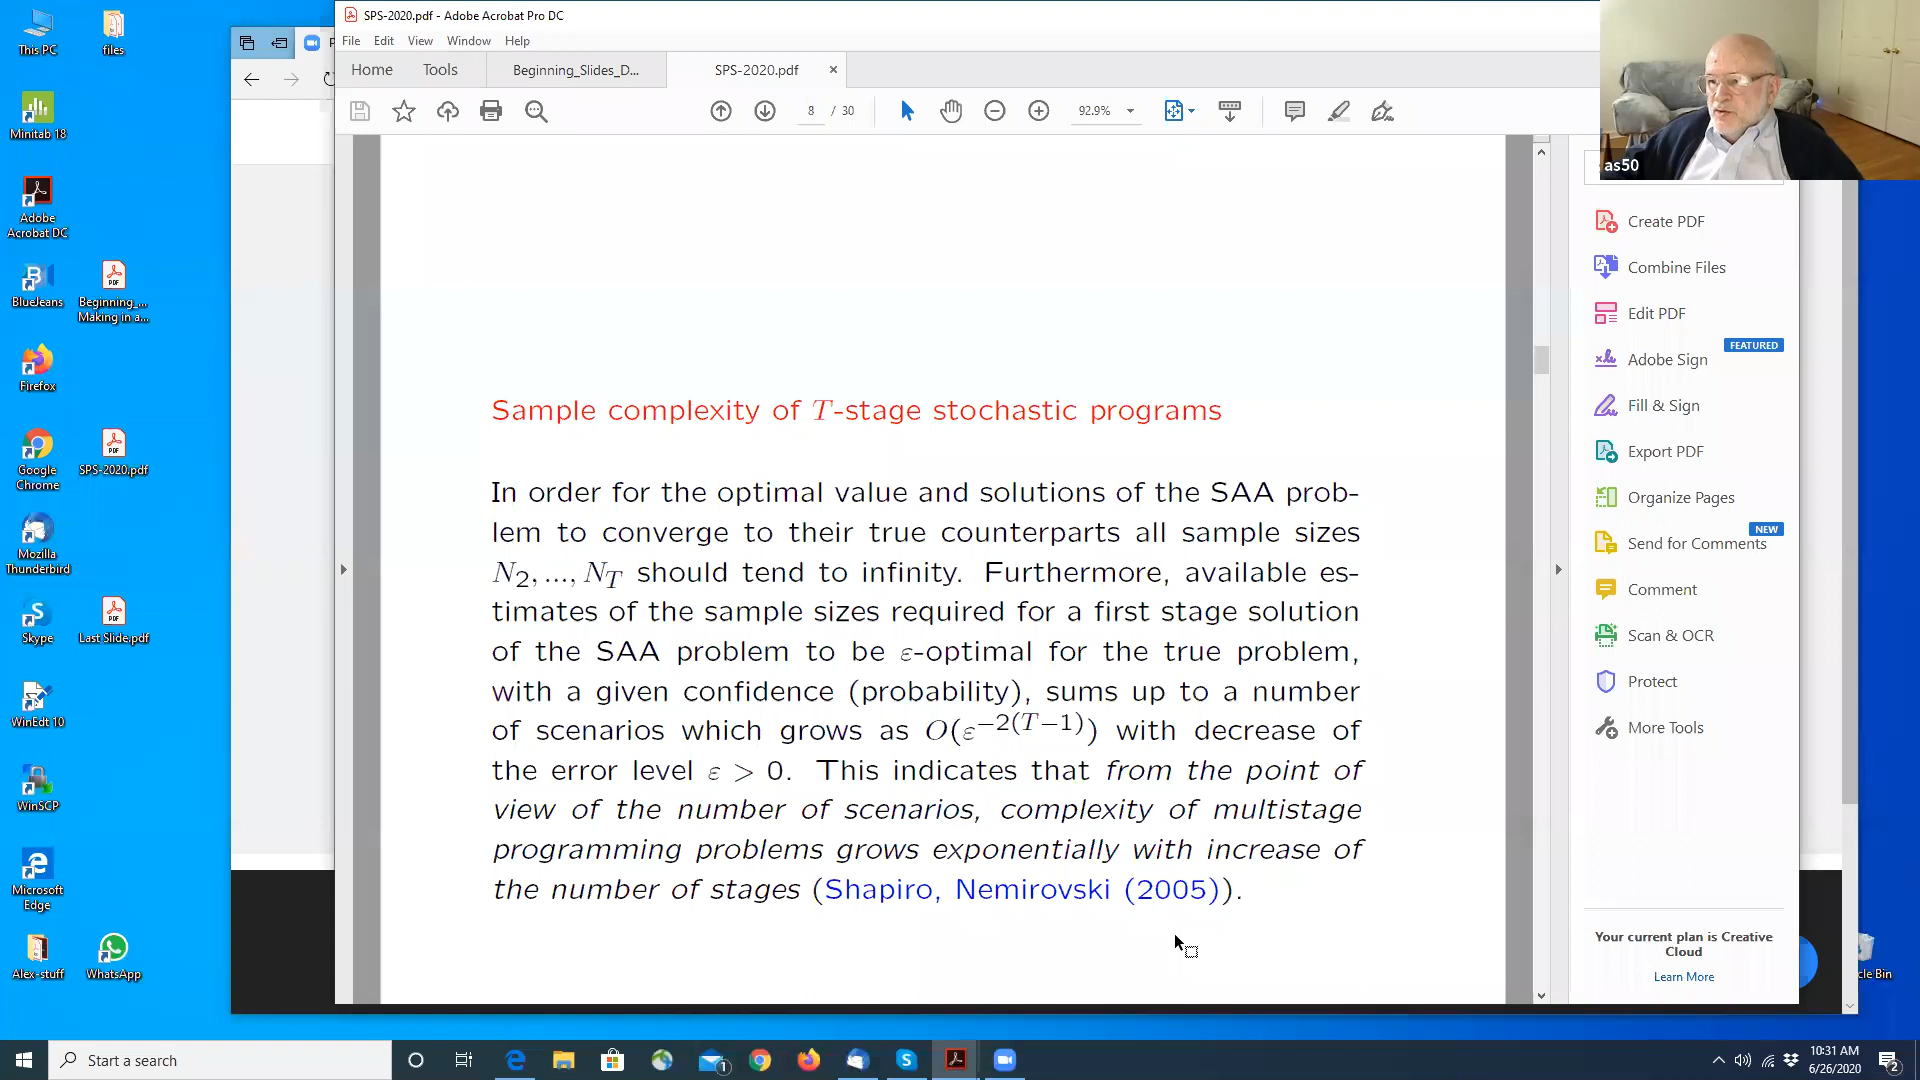 SPS-2020.pdf - Adobe Acrobat Pro DC
File Edit View Window Help
Home Tools Beginning_Slides_D... SPS-2020.pdf ×
8 / 30 92.9%
as50
This PC files
Minitab 18
Adobe
Acrobat DC
BlueJeans Beginning_...
Making in a...
Firefox
Google
Chrome SPS-2020.pdf
Mozilla
Thunderbird
Skype Last Slide.pdf
WinEdt 10
WinSCP
Microsoft
Edge
Alex-stuff WhatsApp
Sample complexity of T-stage stochastic programs
In order for the optimal value and solutions of the SAA prob-
lem to converge to their true counterparts all sample sizes
N₂, ..., N_T should tend to infinity. Furthermore, available es-
timates of the sample sizes required for a first stage solution
of the SAA problem to be ε-optimal for the true problem,
with a given confidence (probability), sums up to a number
of scenarios which grows as O(ε^{−2(T−1)}) with decrease of
the error level ε > 0. This indicates that from the point of
view of the number of scenarios, complexity of multistage
programming problems grows exponentially with increase of
the number of stages (Shapiro, Nemirovski (2005)).
Create PDF
Combine Files
Edit PDF
FEATURED
Adobe Sign
Fill & Sign
Export PDF
Organize Pages
NEW
Send for Comments
Comment
Scan & OCR
Protect
More Tools
Your current plan is Creative
Cloud
Learn More
cle Bin
Start a search
1
10:31 AM
6/26/2020
2